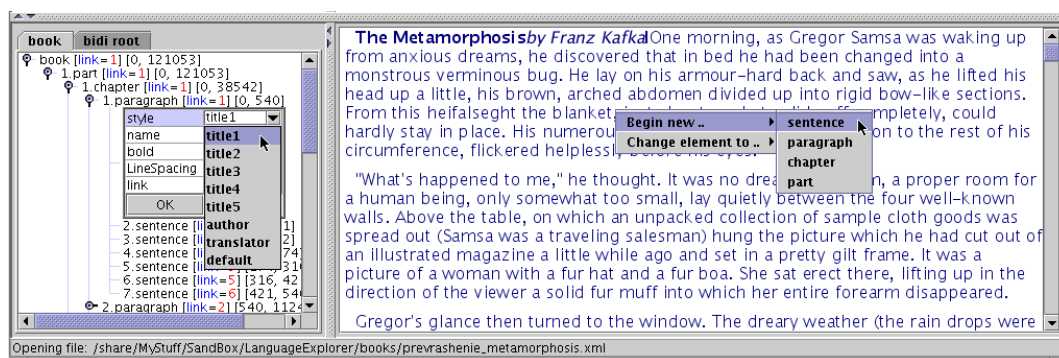 book bidi root
book [link=1] [0, 121053]
1.part [link=1] [0, 121053]
1.chapter [link=1] [0, 38542]
1.paragraph [link=1] [0, 540]
style title1
name title1
bold title2
LineSpacing title3
link title4
OK title5
author
translator
default
2.sentence [li 1]
3.sentence [li 2]
4.sentence [li 74]
5.sentence
6.sentence [link=5] [316, 42
7.sentence [link=6] [421, 540
2.paragraph [link=2] [540, 1124
The Metamorphosis by Franz Kafka One morning, as Gregor Samsa was waking up
from anxious dreams, he discovered that in bed he had been changed into a
monstrous verminous bug. He lay on his armour-hard back and saw, as he lifted his
head up a little, his brown, arched abdomen divided up into rigid bow-like sections.
From this heifalseght the blanket, ompletely, could
hardly stay in place. His numerou on to the rest of his
circumference, flickered helpless
Begin new .. sentence
Change element to .. paragraph
chapter
part
"What's happened to me," he thought. It was no drea m, a proper room for
a human being, only somewhat too small, lay quietly between the four well-known
walls. Above the table, on which an unpacked collection of sample cloth goods was
spread out (Samsa was a traveling salesman) hung the picture which he had cut out of
an illustrated magazine a little while ago and set in a pretty gilt frame. It was a
picture of a woman with a fur hat and a fur boa. She sat erect there, lifting up in the
direction of the viewer a solid fur muff into which her entire forearm disappeared.
Gregor's glance then turned to the window. The dreary weather (the rain drops were
Opening file: /share/MyStuff/SandBox/LanguageExplorer/books/prevrashenie_metamorphosis.xml